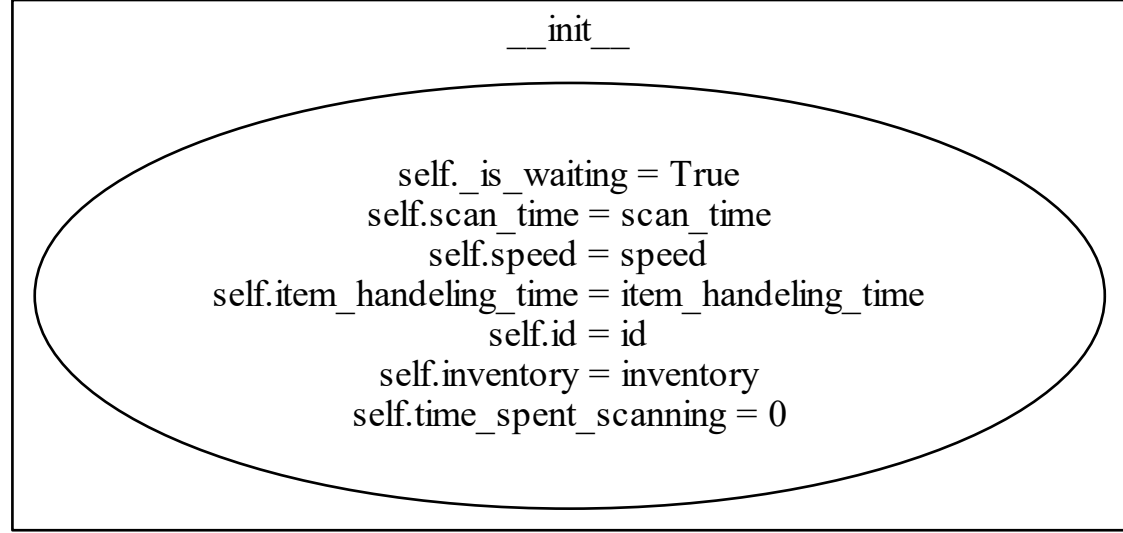 __init__
self._is_waiting = True
self.scan_time = scan_time
self.speed = speed
self.item_handeling_time = item_handeling_time
self.id = id
self.inventory = inventory
self.time_spent_scanning = 0